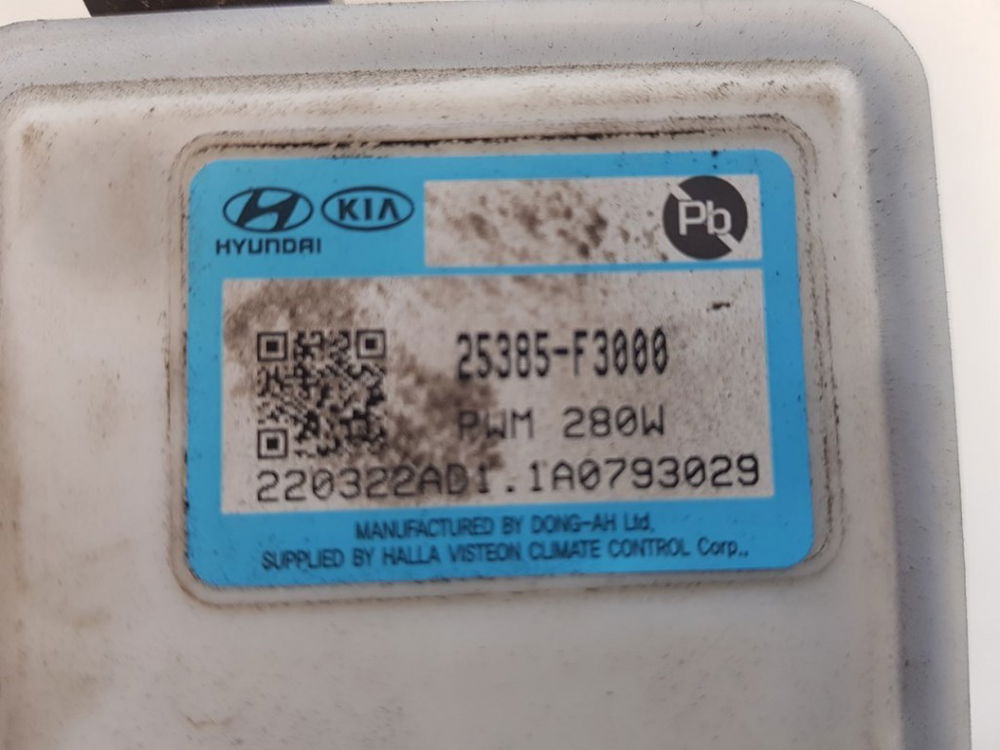 HYUNDAI
KIA
Pb
25385-F3000
PWM 280W
220322AD1.1A0793029
MANUFACTURED BY DONG-AH Ltd.
SUPPLIED BY HALLA VISTEON CLIMATE CONTROL Corp.,